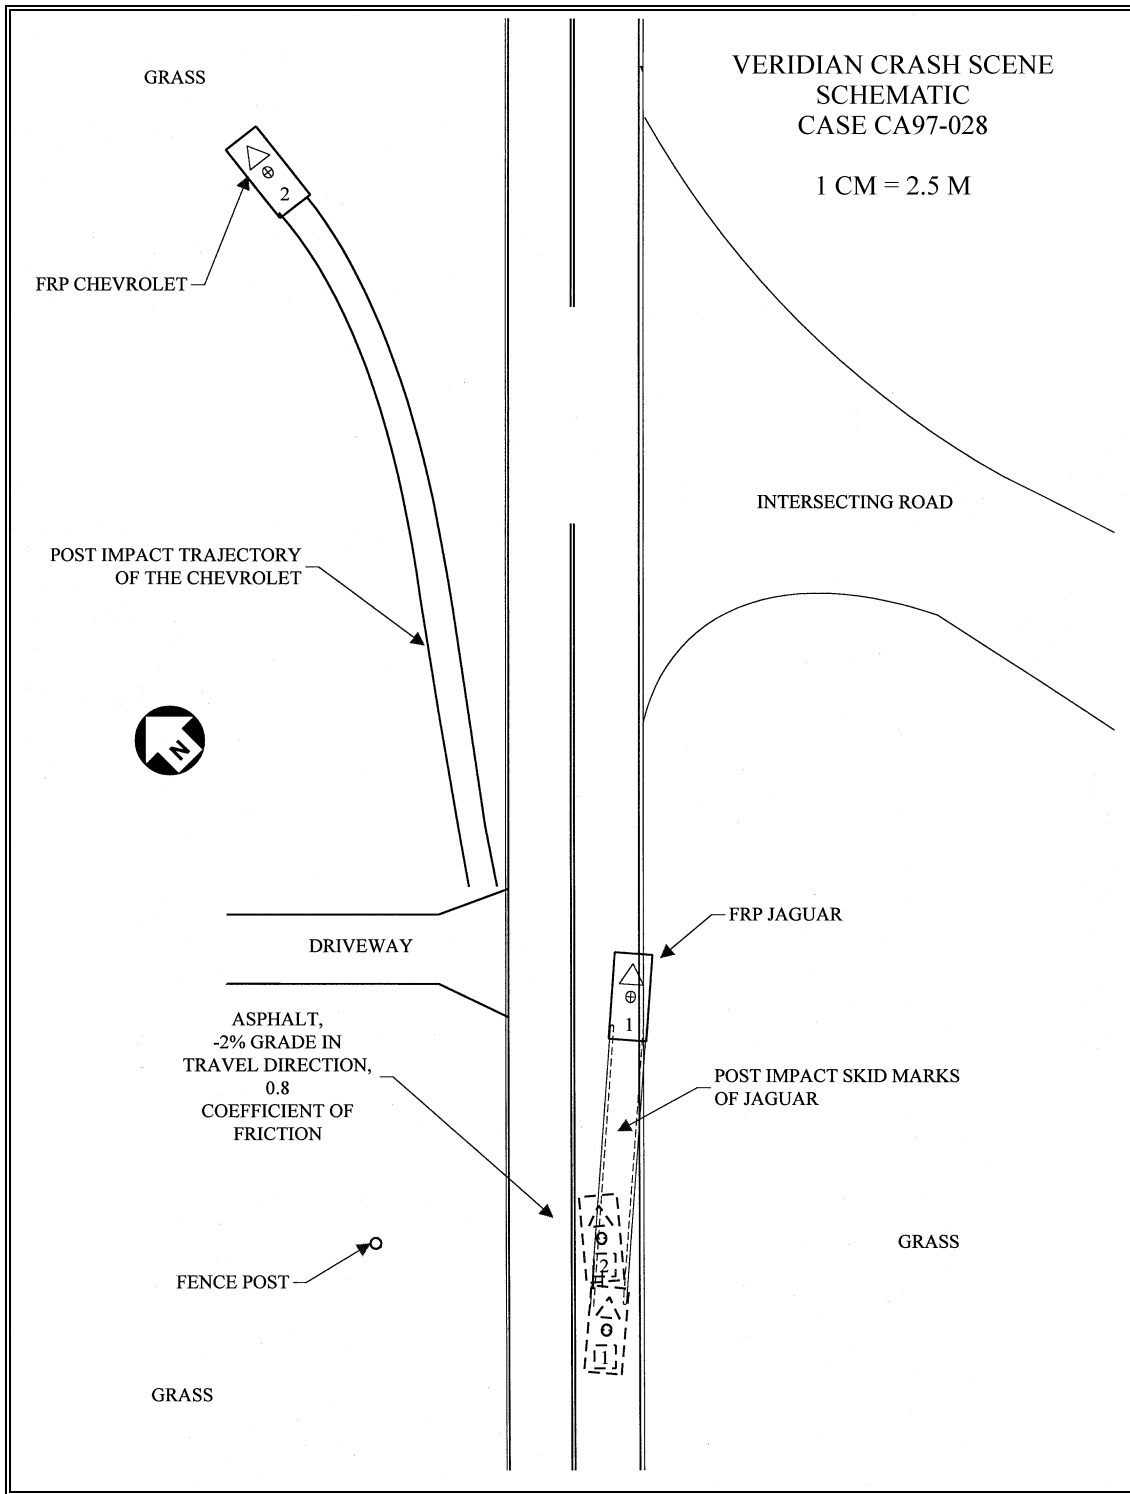 VERIDIAN CRASH SCENE
SCHEMATIC
CASE CA97-028
1 CM = 2.5 M
GRASS
2
FRP CHEVROLET
INTERSECTING ROAD
POST IMPACT TRAJECTORY
OF THE CHEVROLET
N
FRP JAGUAR
DRIVEWAY
1
ASPHALT,
-2% GRADE IN
TRAVEL DIRECTION,
0.8
COEFFICIENT OF
FRICTION
POST IMPACT SKID MARKS
OF JAGUAR
2
GRASS
FENCE POST
1
GRASS